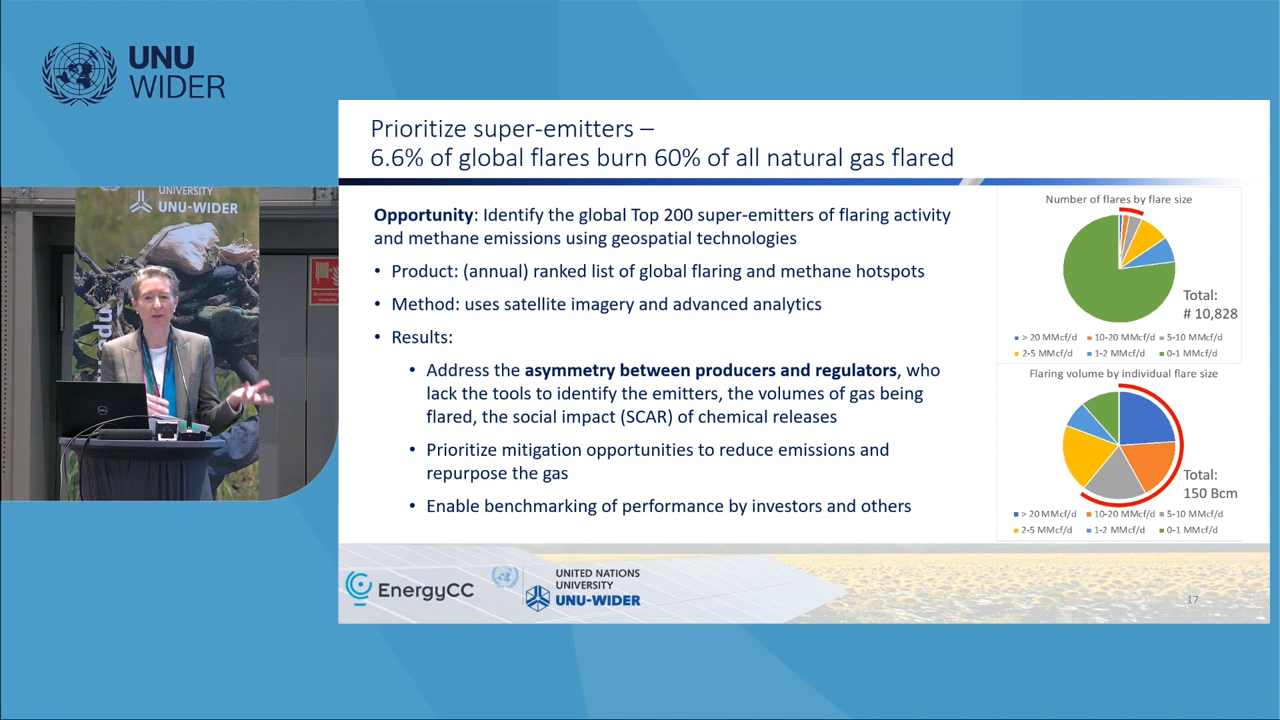 UNU
WIDER
Prioritize super-emitters –
6.6% of global flares burn 60% of all natural gas flared
UNIVERSITY
UNU-WIDER
Opportunity: Identify the global Top 200 super-emitters of flaring activity
and methane emissions using geospatial technologies
• Product: (annual) ranked list of global flaring and methane hotspots
• Method: uses satellite imagery and advanced analytics
• Results:
• Address the asymmetry between producers and regulators, who
lack the tools to identify the emitters, the volumes of gas being
flared, the social impact (SCAR) of chemical releases
• Prioritize mitigation opportunities to reduce emissions and
repurpose the gas
• Enable benchmarking of performance by investors and others
Number of flares by flare size
Total:
# 10,828
> 20 MMcf/d 10-20 MMcf/d 5-10 MMcf/d
2-5 MMcf/d 1-2 MMcf/d 0-1 MMcf/d
Flaring volume by individual flare size
Total:
150 Bcm
> 20 MMcf/d 10-20 MMcf/d 5-10 MMcf/d
2-5 MMcf/d 1-2 MMcf/d 0-1 MMcf/d
EnergyCC
UNITED NATIONS
UNIVERSITY
UNU-WIDER
17